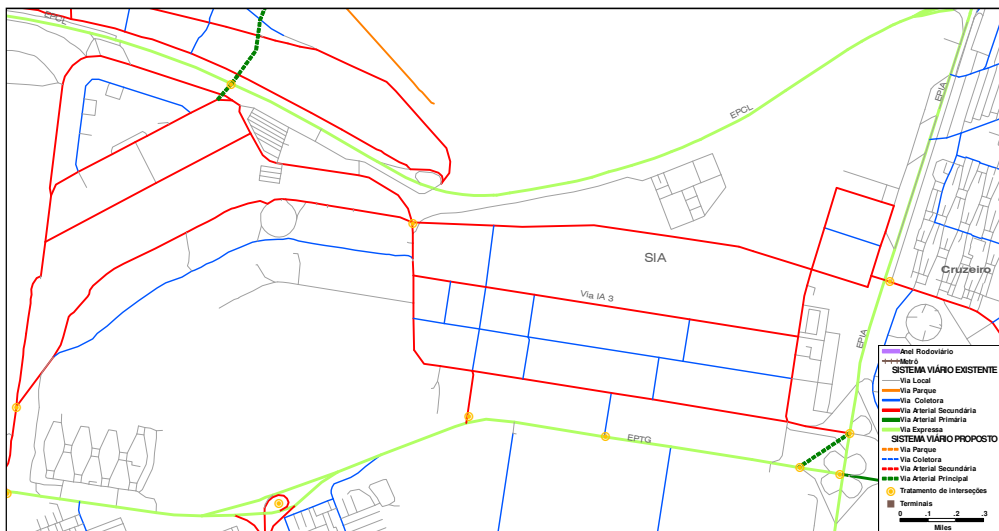 EPCL
EPCL
EPIA
SIA
Cruzeiro
Via IA 3
EPIA
EPTG
Anel Rodoviário
Metrô
SISTEMA VIÁRIO EXISTENTE
Via Local
Via Parque
Via Coletora
Via Arterial Secundária
Via Arterial Primária
Via Expressa
SISTEMA VIÁRIO PROPOSTO
Via Parque
Via Coletora
Via Arterial Secundária
Via Arterial Principal
Tratamento de interseções
Terminais
0 .1 .2 .3
Miles